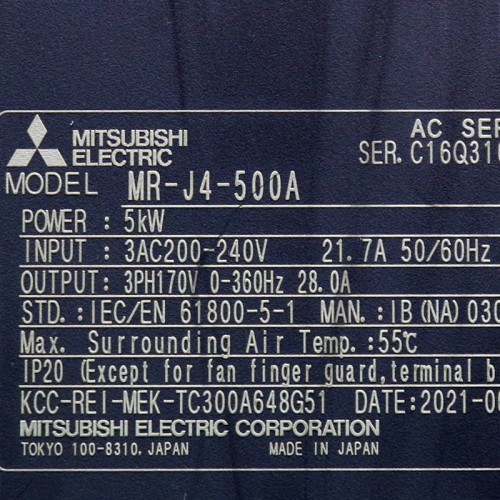 AC SER
MITSUBISHI
ELECTRIC
SER. C16Q310
MODEL MR-J4-500A
POWER : 5kW
INPUT : 3AC200-240V 21.7A 50/60Hz
OUTPUT: 3PH170V 0-360Hz 28.0A
STD. : IEC/EN 61800-5-1 MAN. : IB(NA)030
Max. Surrounding Air Temp. : 55℃
IP20 (Except for fan finger guard, terminal b
KCC-REI-MEK-TC300A648G51 DATE:2021-00
MITSUBISHI ELECTRIC CORPORATION
TOKYO 100-8310, JAPAN MADE IN JAPAN